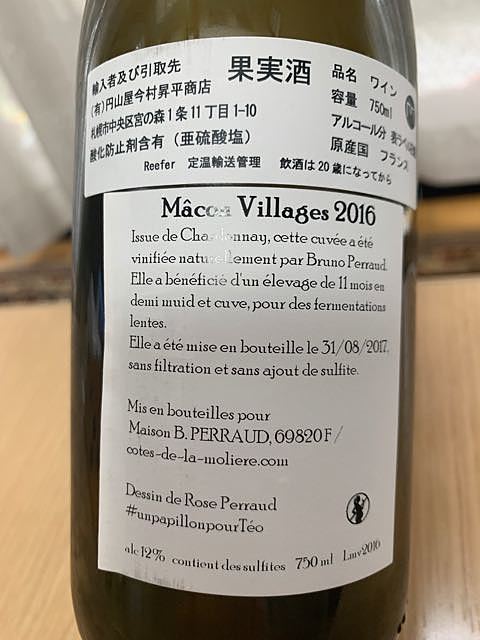 輸入者及び引取先
(有)円山屋今村昇平商店
札幌市中央区宮の森1条11丁目1-10
酸化防止剤含有（亜硫酸塩）
果実酒
品名 ワイン
容量 750ml
アルコール分
原産国 フランス
Reefer 定温輸送管理 飲酒は20歳になってから
Mâcon Villages 2016
Issue de Chardonnay, cette cuvée a été
vinifiée naturellement par Bruno Perraud.
Elle a bénéficié d'un élevage de 11 mois en
demi muid et cuve, pour des fermentations
lentes.
Elle a été mise en bouteille le 31/08/2017,
sans filtration et sans ajout de sulfite.
Mis en bouteilles pour
Maison B. PERRAUD, 69820 F /
cotes-de-la-moliere.com
Dessin de Rose Perraud
#unpapillonpourTéo
alc 12% contient des sulfites 750 ml Lmv2016